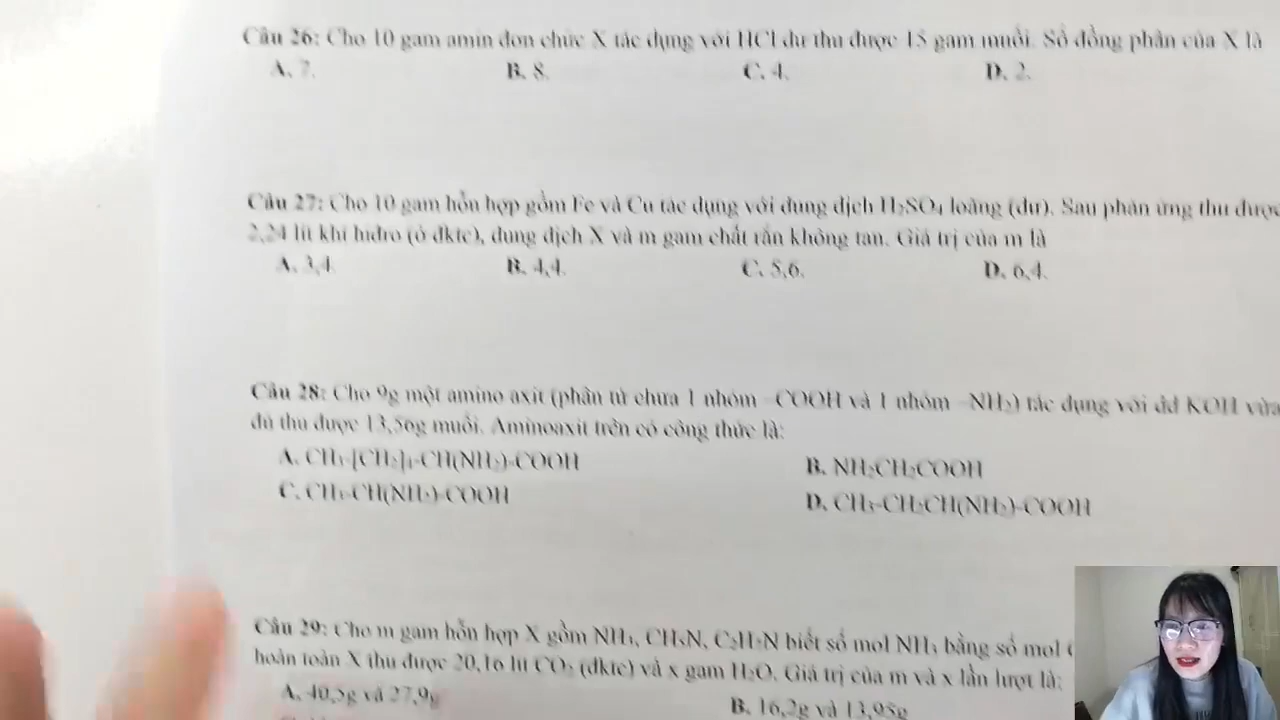 Câu 26: Cho 10 gam amin đơn chức X tác dụng với HCl dư thu được 15 gam muối. Số đồng phân của X là
A. 7. B. 8. C. 4. D. 2.
Câu 27: Cho 10 gam hỗn hợp gồm Fe và Cu tác dụng với dung dịch H₂SO₄ loãng (dư). Sau phản ứng thu được
2,24 lít khí hiđro (ở đktc), dung dịch X và m gam chất rắn không tan. Giá trị của m là
A. 3,4. B. 4,4. C. 5,6. D. 6,4.
Câu 28: Cho 9g một amino axit (phân tử chưa 1 nhóm –COOH và 1 nhóm –NH₂) tác dụng với dd KOH vừa
đủ thu được 13,56g muối. Aminoaxit trên có công thức là:
A. CH₃-[CH₂]₄-CH(NH₂)-COOH B. NH₂CH₂COOH
C. CH₃-CH(NH₂)-COOH D. CH₃-CH₂CH(NH₂)-COOH
Câu 29: Cho m gam hỗn hợp X gồm NH₃, CH₅N, C₂H₇N biết số mol NH₃ bằng số mol
hoàn toàn X thu được 20,16 lít CO₂ (đktc) và x gam H₂O. Giá trị của m và x lần lượt là:
A. 40,5g và 27,9g B. 16,2g và 13,95g